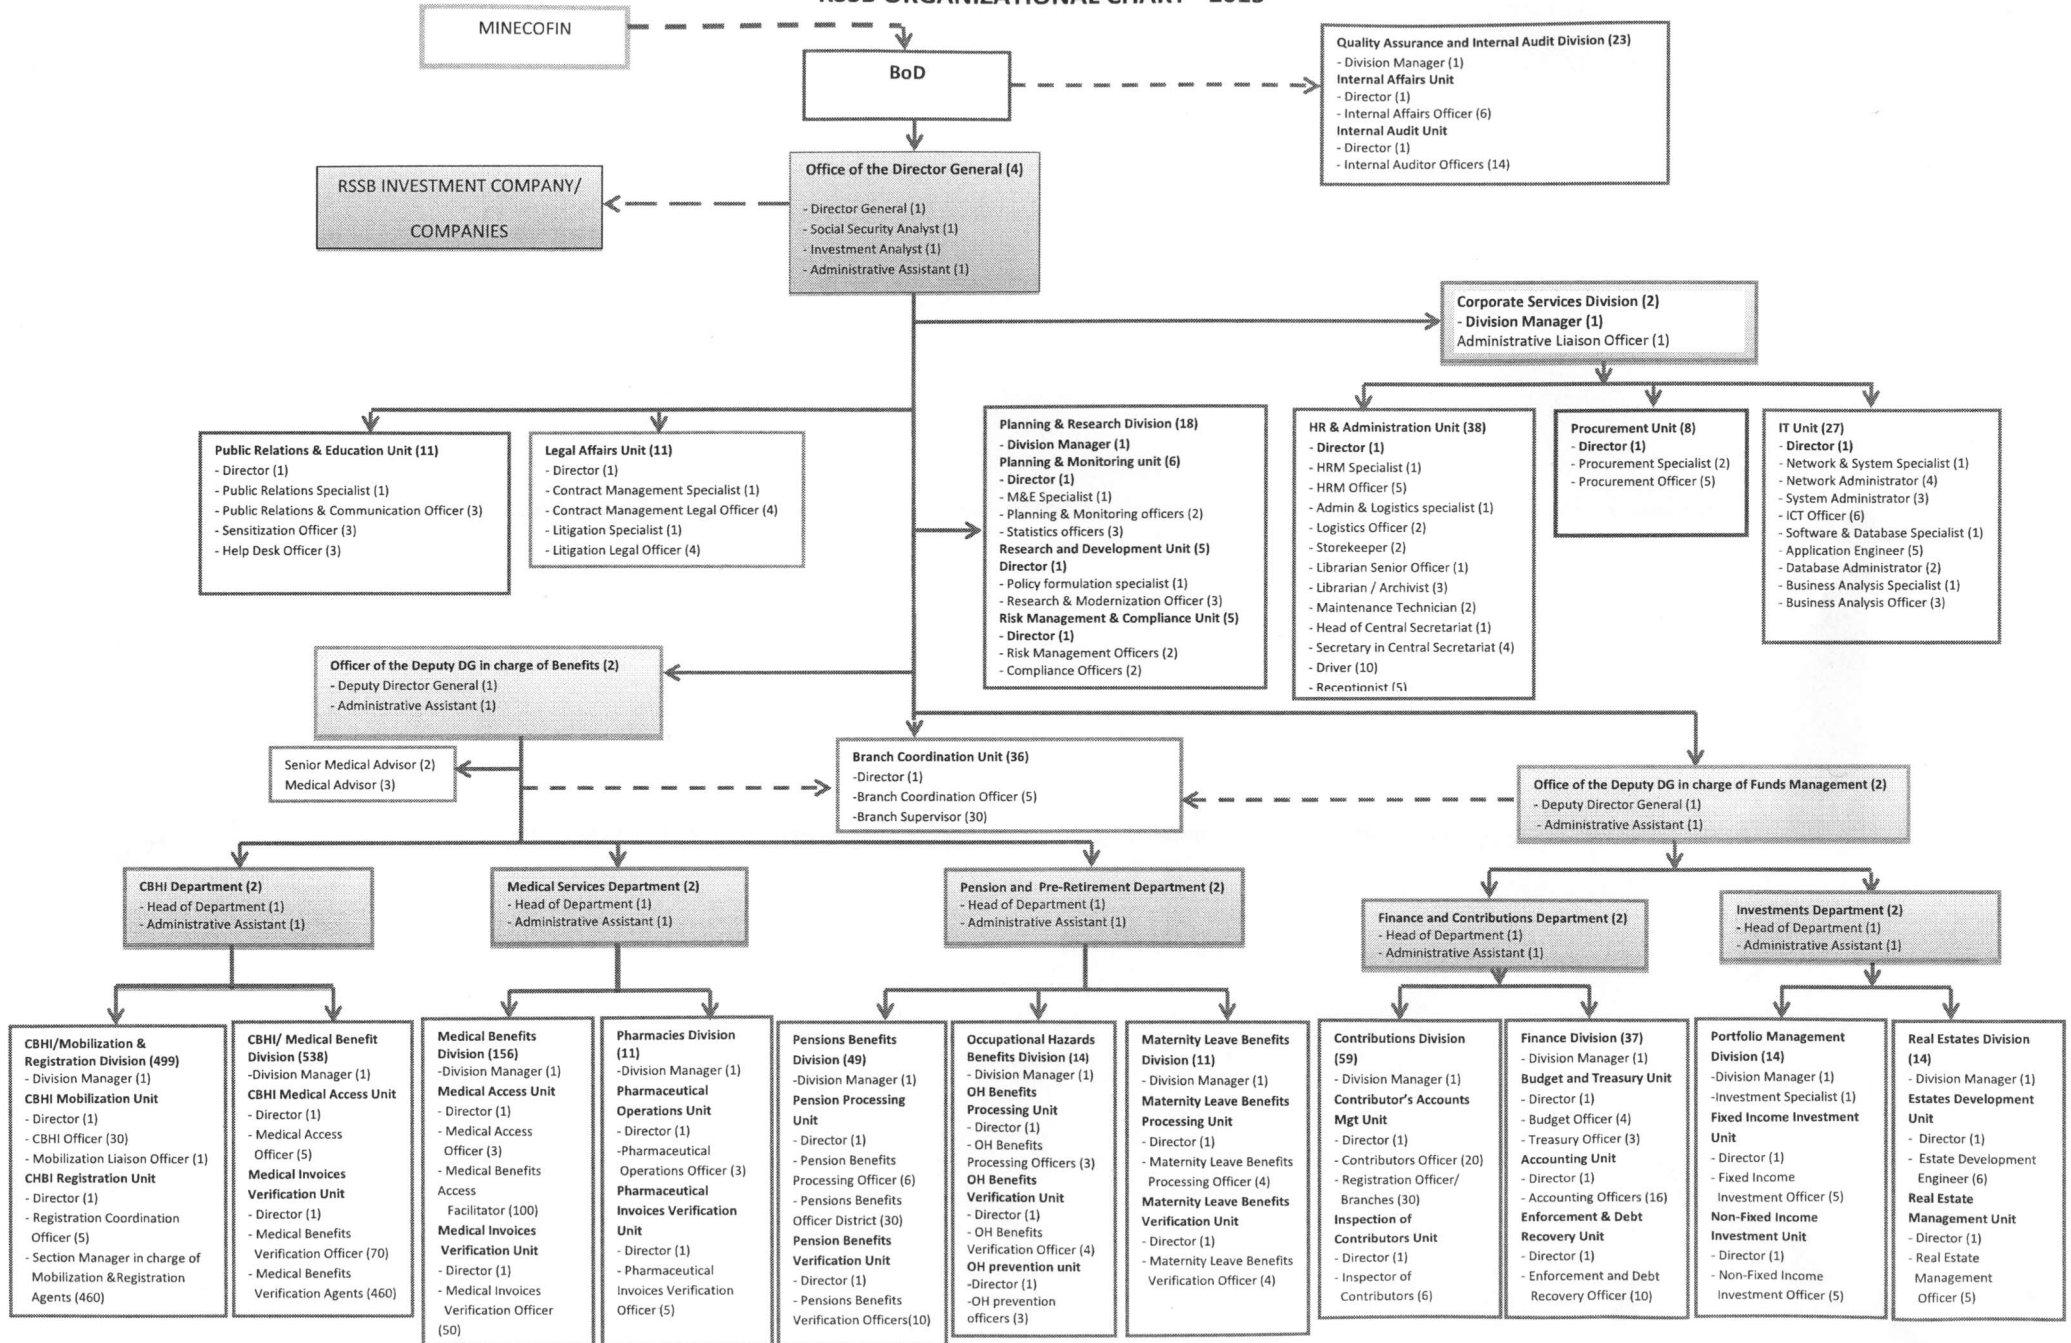 RSSB ORGANIZATIONAL CHART - 2015
MINECOFIN
BoD
Quality Assurance and Internal Audit Division (23)
- Division Manager (1)
Internal Affairs Unit
- Director (1)
- Internal Affairs Officer (6)
Internal Audit Unit
- Director (1)
- Internal Auditor Officers (14)
RSSB INVESTMENT COMPANY/
COMPANIES
Office of the Director General (4)
- Director General (1)
- Social Security Analyst (1)
- Investment Analyst (1)
- Administrative Assistant (1)
Corporate Services Division (2)
- Division Manager (1)
Administrative Liaison Officer (1)
Public Relations & Education Unit (11)
- Director (1)
- Public Relations Specialist (1)
- Public Relations & Communication Officer (3)
- Sensitization Officer (3)
- Help Desk Officer (3)
Legal Affairs Unit (11)
- Director (1)
- Contract Management Specialist (1)
- Contract Management Legal Officer (4)
- Litigation Specialist (1)
- Litigation Legal Officer (4)
Planning & Research Division (18)
- Division Manager (1)
Planning & Monitoring unit (6)
- Director (1)
- M&E Specialist (1)
- Planning & Monitoring officers (2)
- Statistics officers (3)
Research and Development Unit (5)
Director (1)
- Policy formulation specialist (1)
- Research & Modernization Officer (3)
Risk Management & Compliance Unit (5)
- Director (1)
- Risk Management Officers (2)
- Compliance Officers (2)
HR & Administration Unit (38)
- Director (1)
- HRM Specialist (1)
- HRM Officer (5)
- Admin & Logistics specialist (1)
- Logistics Officer (2)
- Storekeeper (2)
- Librarian Senior Officer (1)
- Librarian / Archivist (3)
- Maintenance Technician (2)
- Head of Central Secretariat (1)
- Secretary in Central Secretariat (4)
- Driver (10)
- Receptionist (5)
Procurement Unit (8)
- Director (1)
- Procurement Specialist (2)
- Procurement Officer (5)
IT Unit (27)
- Director (1)
- Network & System Specialist (1)
- Network Administrator (4)
- System Administrator (3)
- ICT Officer (6)
- Software & Database Specialist (1)
- Application Engineer (5)
- Database Administrator (2)
- Business Analysis Specialist (1)
- Business Analysis Officer (3)
Officer of the Deputy DG in charge of Benefits (2)
- Deputy Director General (1)
- Administrative Assistant (1)
Senior Medical Advisor (2)
Medical Advisor (3)
Branch Coordination Unit (36)
-Director (1)
-Branch Coordination Officer (5)
-Branch Supervisor (30)
Office of the Deputy DG in charge of Funds Management (2)
- Deputy Director General (1)
- Administrative Assistant (1)
CBHI Department (2)
- Head of Department (1)
- Administrative Assistant (1)
Medical Services Department (2)
- Head of Department (1)
- Administrative Assistant (1)
Pension and Pre-Retirement Department (2)
- Head of Department (1)
- Administrative Assistant (1)
Finance and Contributions Department (2)
- Head of Department (1)
- Administrative Assistant (1)
Investments Department (2)
- Head of Department (1)
- Administrative Assistant (1)
CBHI/Mobilization &
Registration Division (499)
- Division Manager (1)
CBHI Mobilization Unit
- Director (1)
- CBHI Officer (30)
- Mobilization Liaison Officer (1)
CHBI Registration Unit
- Director (1)
- Registration Coordination
Officer (5)
- Section Manager in charge of
Mobilization &Registration
Agents (460)
CBHI/ Medical Benefit
Division (538)
-Division Manager (1)
CBHI Medical Access Unit
- Director (1)
- Medical Access
Officer (5)
Medical Invoices
Verification Unit
- Director (1)
- Medical Benefits
Verification Officer (70)
- Medical Benefits
Verification Agents (460)
Medical Benefits
Division (156)
-Division Manager (1)
Medical Access Unit
- Director (1)
- Medical Access
Officer (3)
- Medical Benefits
Access
Facilitator (100)
Medical Invoices
Verification Unit
- Director (1)
- Medical Invoices
Verification Officer
(50)
Pharmacies Division
(11)
-Division Manager (1)
Pharmaceutical
Operations Unit
- Director (1)
-Pharmaceutical
Operations Officer (3)
Pharmaceutical
Invoices Verification
Unit
- Director (1)
- Pharmaceutical
Invoices Verification
Officer (5)
Pensions Benefits
Division (49)
-Division Manager (1)
Pension Processing
Unit
- Director (1)
- Pension Benefits
Processing Officer (6)
- Pensions Benefits
Officer District (30)
Pension Benefits
Verification Unit
- Director (1)
- Pensions Benefits
Verification Officers(10)
Occupational Hazards
Benefits Division (14)
- Division Manager (1)
OH Benefits
Processing Unit
- Director (1)
- OH Benefits
Processing Officers (3)
OH Benefits
Verification Unit
- Director (1)
- OH Benefits
Verification Officer (4)
OH prevention unit
-Director (1)
-OH prevention
officers (3)
Maternity Leave Benefits
Division (11)
- Division Manager (1)
Maternity Leave Benefits
Processing Unit
- Director (1)
- Maternity Leave Benefits
Processing Officer (4)
Maternity Leave Benefits
Verification Unit
- Director (1)
- Maternity Leave Benefits
Verification Officer (4)
Contributions Division
(59)
- Division Manager (1)
Contributor's Accounts
Mgt Unit
- Director (1)
- Contributors Officer (20)
- Registration Officer/
Branches (30)
Inspection of
Contributors Unit
- Director (1)
- Inspector of
Contributors (6)
Finance Division (37)
- Division Manager (1)
Budget and Treasury Unit
- Director (1)
- Budget Officer (4)
- Treasury Officer (3)
Accounting Unit
- Director (1)
- Accounting Officers (16)
Enforcement & Debt
Recovery Unit
- Director (1)
- Enforcement and Debt
Recovery Officer (10)
Portfolio Management
Division (14)
-Division Manager (1)
-Investment Specialist (1)
Fixed Income Investment
Unit
- Director (1)
- Fixed Income
Investment Officer (5)
Non-Fixed Income
Investment Unit
- Director (1)
- Non-Fixed Income
Investment Officer (5)
Real Estates Division
(14)
- Division Manager (1)
Estates Development
Unit
- Director (1)
- Estate Development
Engineer (6)
Real Estate
Management Unit
- Director (1)
- Real Estate
Management
Officer (5)